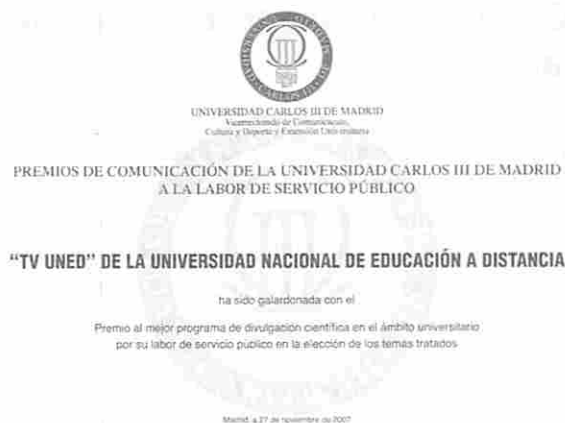 UNIVERSIDAD CARLOS III DE MADRID
Vicerrectorado de Comunicación,
Cultura y Deporte y Extensión Universitaria
PREMIOS DE COMUNICACIÓN DE LA UNIVERSIDAD CARLOS III DE MADRID
A LA LABOR DE SERVICIO PÚBLICO
"TV UNED" DE LA UNIVERSIDAD NACIONAL DE EDUCACIÓN A DISTANCIA
ha sido galardonada con el
Premio al mejor programa de divulgación científica en el ámbito universitario
por su labor de servicio público en la elección de los temas tratados
Madrid, a 27 de noviembre de 2007